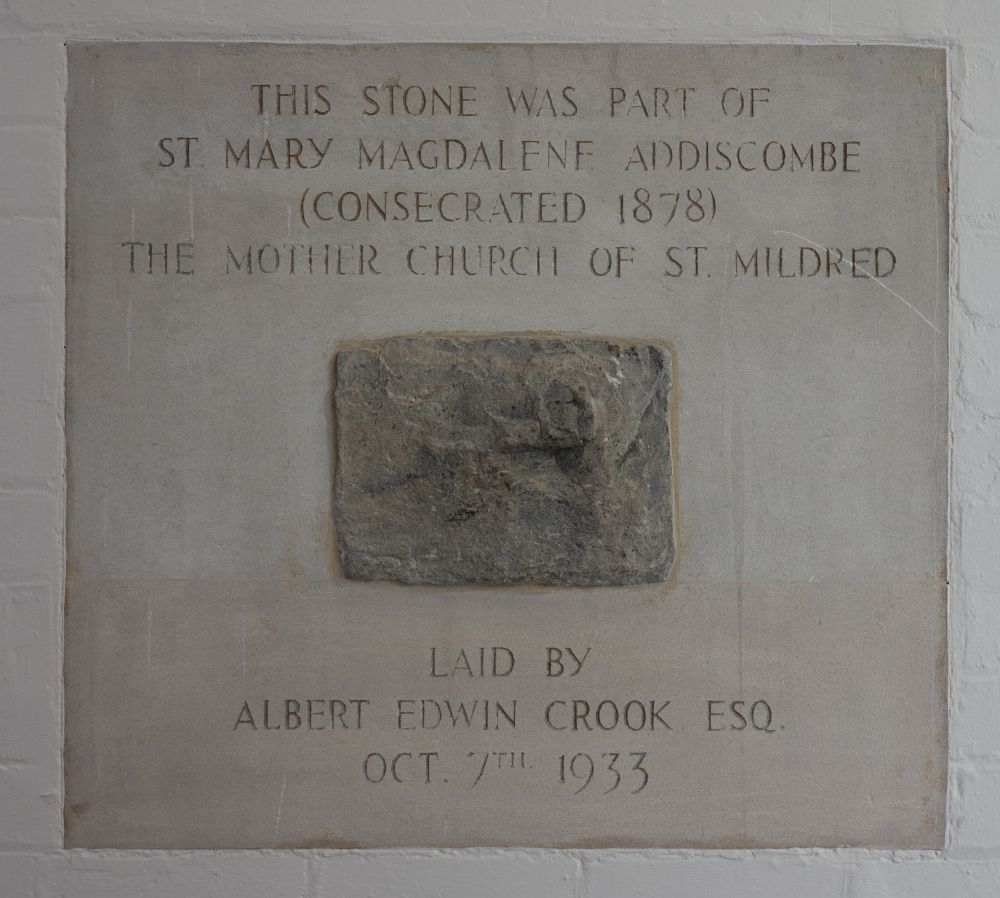 THIS STONE WAS PART OF
ST. MARY MAGDALENE ADDISCOMBE
(CONSECRATED 1878)
THE MOTHER CHURCH OF ST. MILDRED
LAID BY
ALBERT EDWIN CROOK. ESQ.
OCT. 7TH. 1933